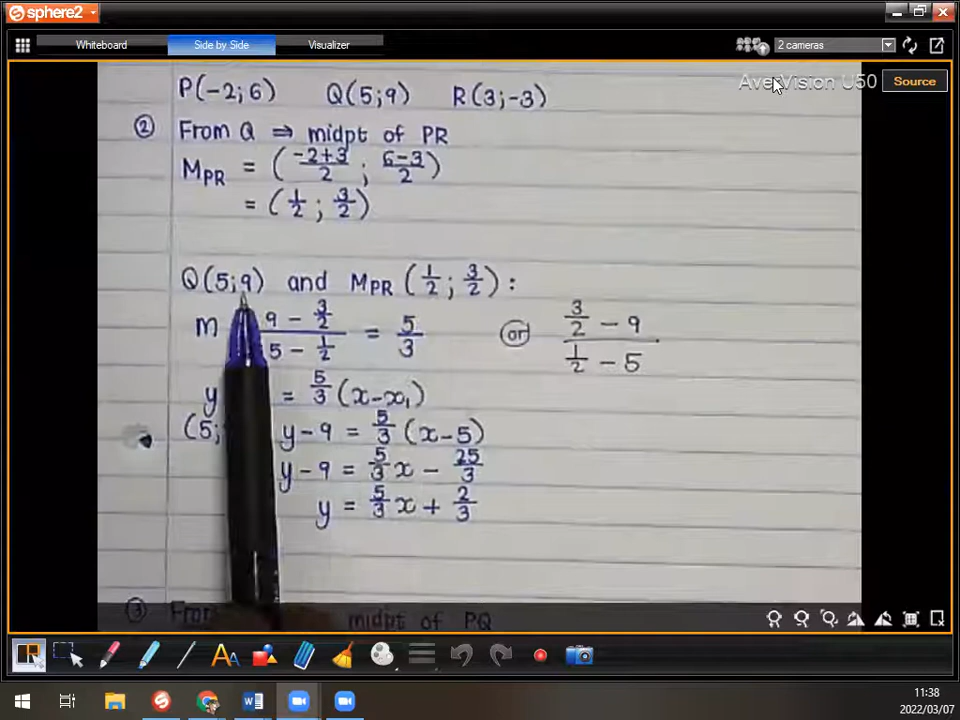 sphere2
Whiteboard Side by Side Visualizer 2 cameras
AverVision U50 Source
P(-2;6) Q(5;9) R(3;-3)
② From Q ⇒ midpt of PR
M_PR = ( (-2+3)/2 ; (6-3)/2 )
= ( 1/2 ; 3/2 )
Q(5;9) and M_PR ( 1/2 ; 3/2 ) :
m (9 - 3/2)/(5 - 1/2) = 5/3 or (3/2 - 9)/(1/2 - 5)
y = 5/3 (x-x₁)
(5; y-9 = 5/3 (x-5)
y-9 = 5/3 x - 25/3
y = 5/3 x + 2/3
③ From midpt of PQ
11:38
2022/03/07